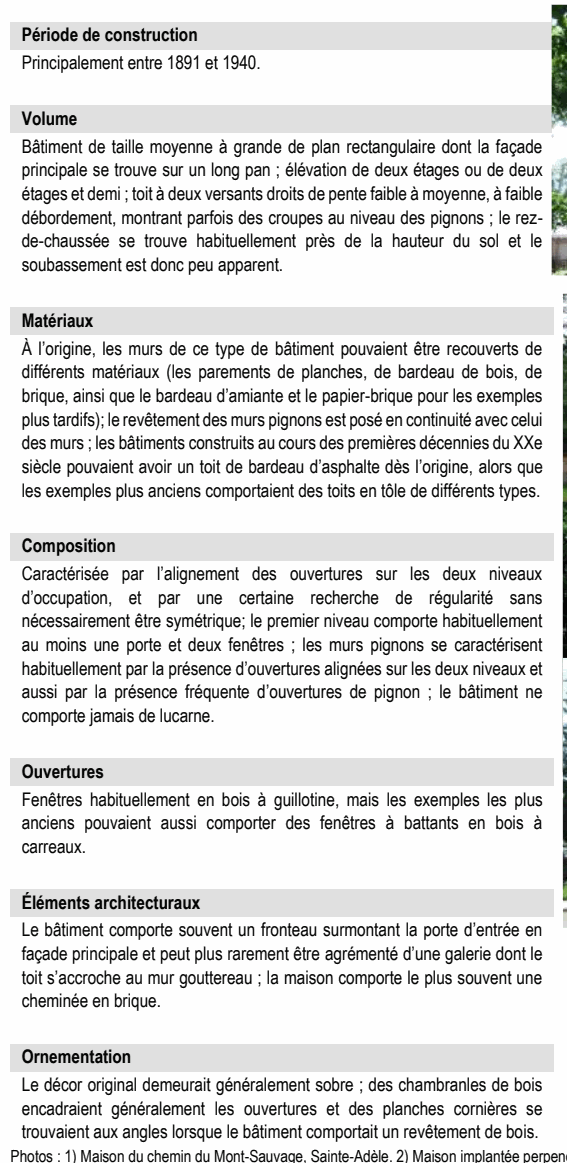 Période de construction
Principalement entre 1891 et 1940.
Volume
Bâtiment de taille moyenne à grande de plan rectangulaire dont la façade
principale se trouve sur un long pan ; élévation de deux étages ou de deux
étages et demi ; toit à deux versants droits de pente faible à moyenne, à faible
débordement, montrant parfois des croupes au niveau des pignons ; le rez-
de-chaussée se trouve habituellement près de la hauteur du sol et le
soubassement est donc peu apparent.
Matériaux
À l'origine, les murs de ce type de bâtiment pouvaient être recouverts de
différents matériaux (les parements de planches, de bardeau de bois, de
brique, ainsi que le bardeau d'amiante et le papier-brique pour les exemples
plus tardifs); le revêtement des murs pignons est posé en continuité avec celui
des murs ; les bâtiments construits au cours des premières décennies du XXe
siècle pouvaient avoir un toit de bardeau d'asphalte dès l'origine, alors que
les exemples plus anciens comportaient des toits en tôle de différents types.
Composition
Caractérisée par l'alignement des ouvertures sur les deux niveaux
d'occupation, et par une certaine recherche de régularité sans
nécessairement être symétrique; le premier niveau comporte habituellement
au moins une porte et deux fenêtres ; les murs pignons se caractérisent
habituellement par la présence d'ouvertures alignées sur les deux niveaux et
aussi par la présence fréquente d'ouvertures de pignon ; le bâtiment ne
comporte jamais de lucarne.
Ouvertures
Fenêtres habituellement en bois à guillotine, mais les exemples les plus
anciens pouvaient aussi comporter des fenêtres à battants en bois à
carreaux.
Éléments architecturaux
Le bâtiment comporte souvent un fronteau surmontant la porte d'entrée en
façade principale et peut plus rarement être agrémenté d'une galerie dont le
toit s'accroche au mur gouttereau ; la maison comporte le plus souvent une
cheminée en brique.
Ornementation
Le décor original demeurait généralement sobre ; des chambranles de bois
encadraient généralement les ouvertures et des planches cornières se
trouvaient aux angles lorsque le bâtiment comportait un revêtement de bois.
Photos : 1) Maison du chemin du Mont-Sauvage, Sainte-Adèle. 2) Maison implantée